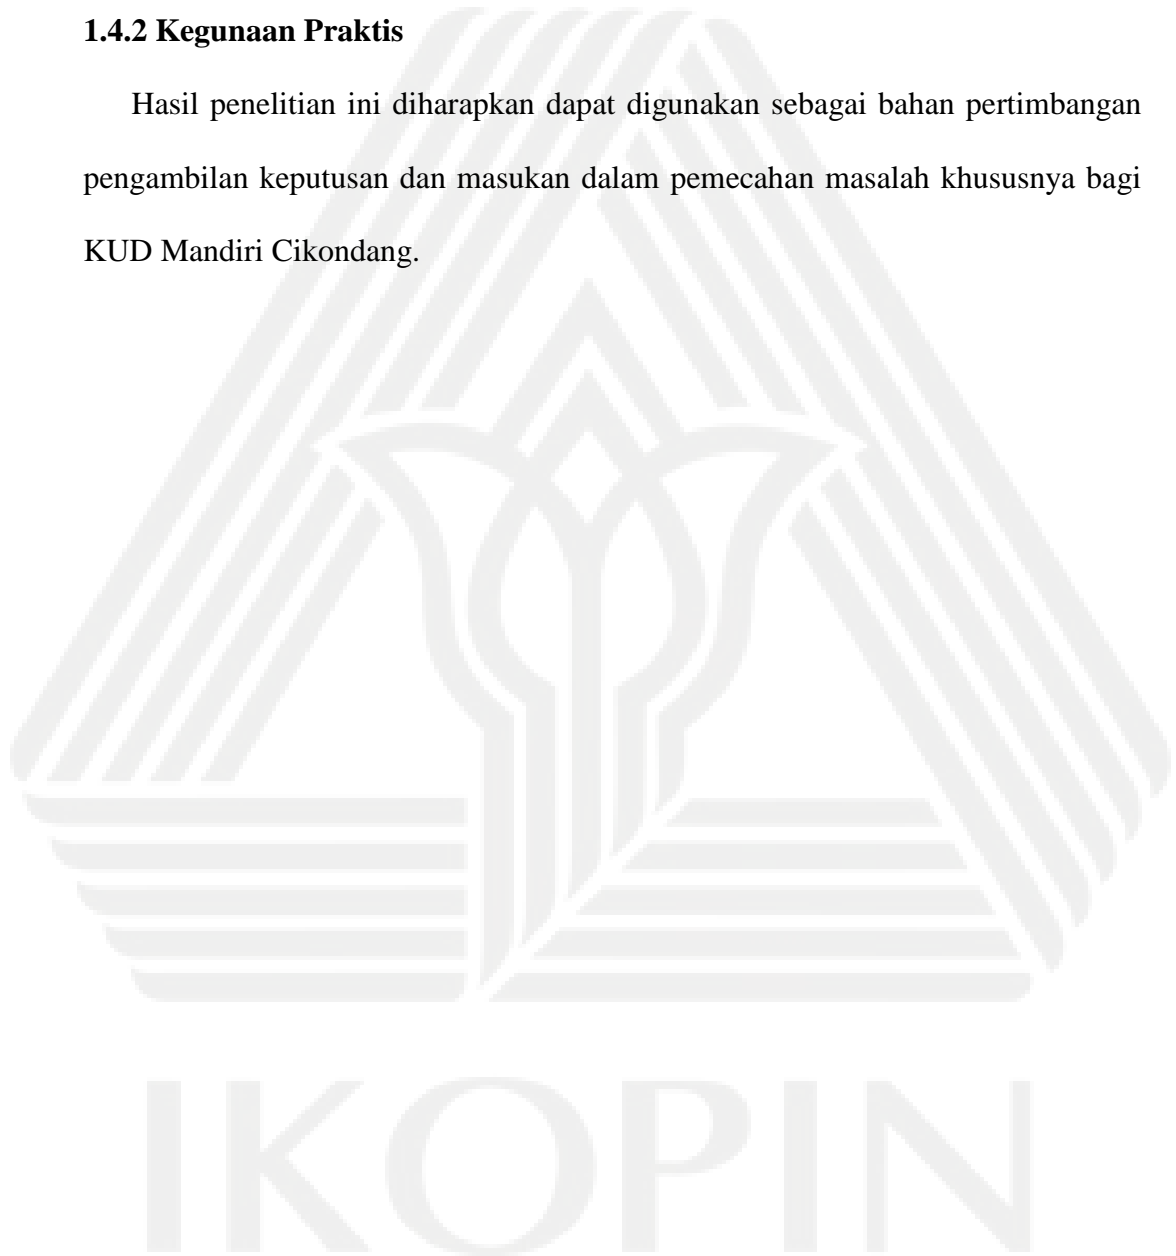 1.4.2 Kegunaan Praktis
Hasil penelitian ini diharapkan dapat digunakan sebagai bahan pertimbangan
pengambilan keputusan dan masukan dalam pemecahan masalah khususnya bagi
KUD Mandiri Cikondang.
IKOPIN